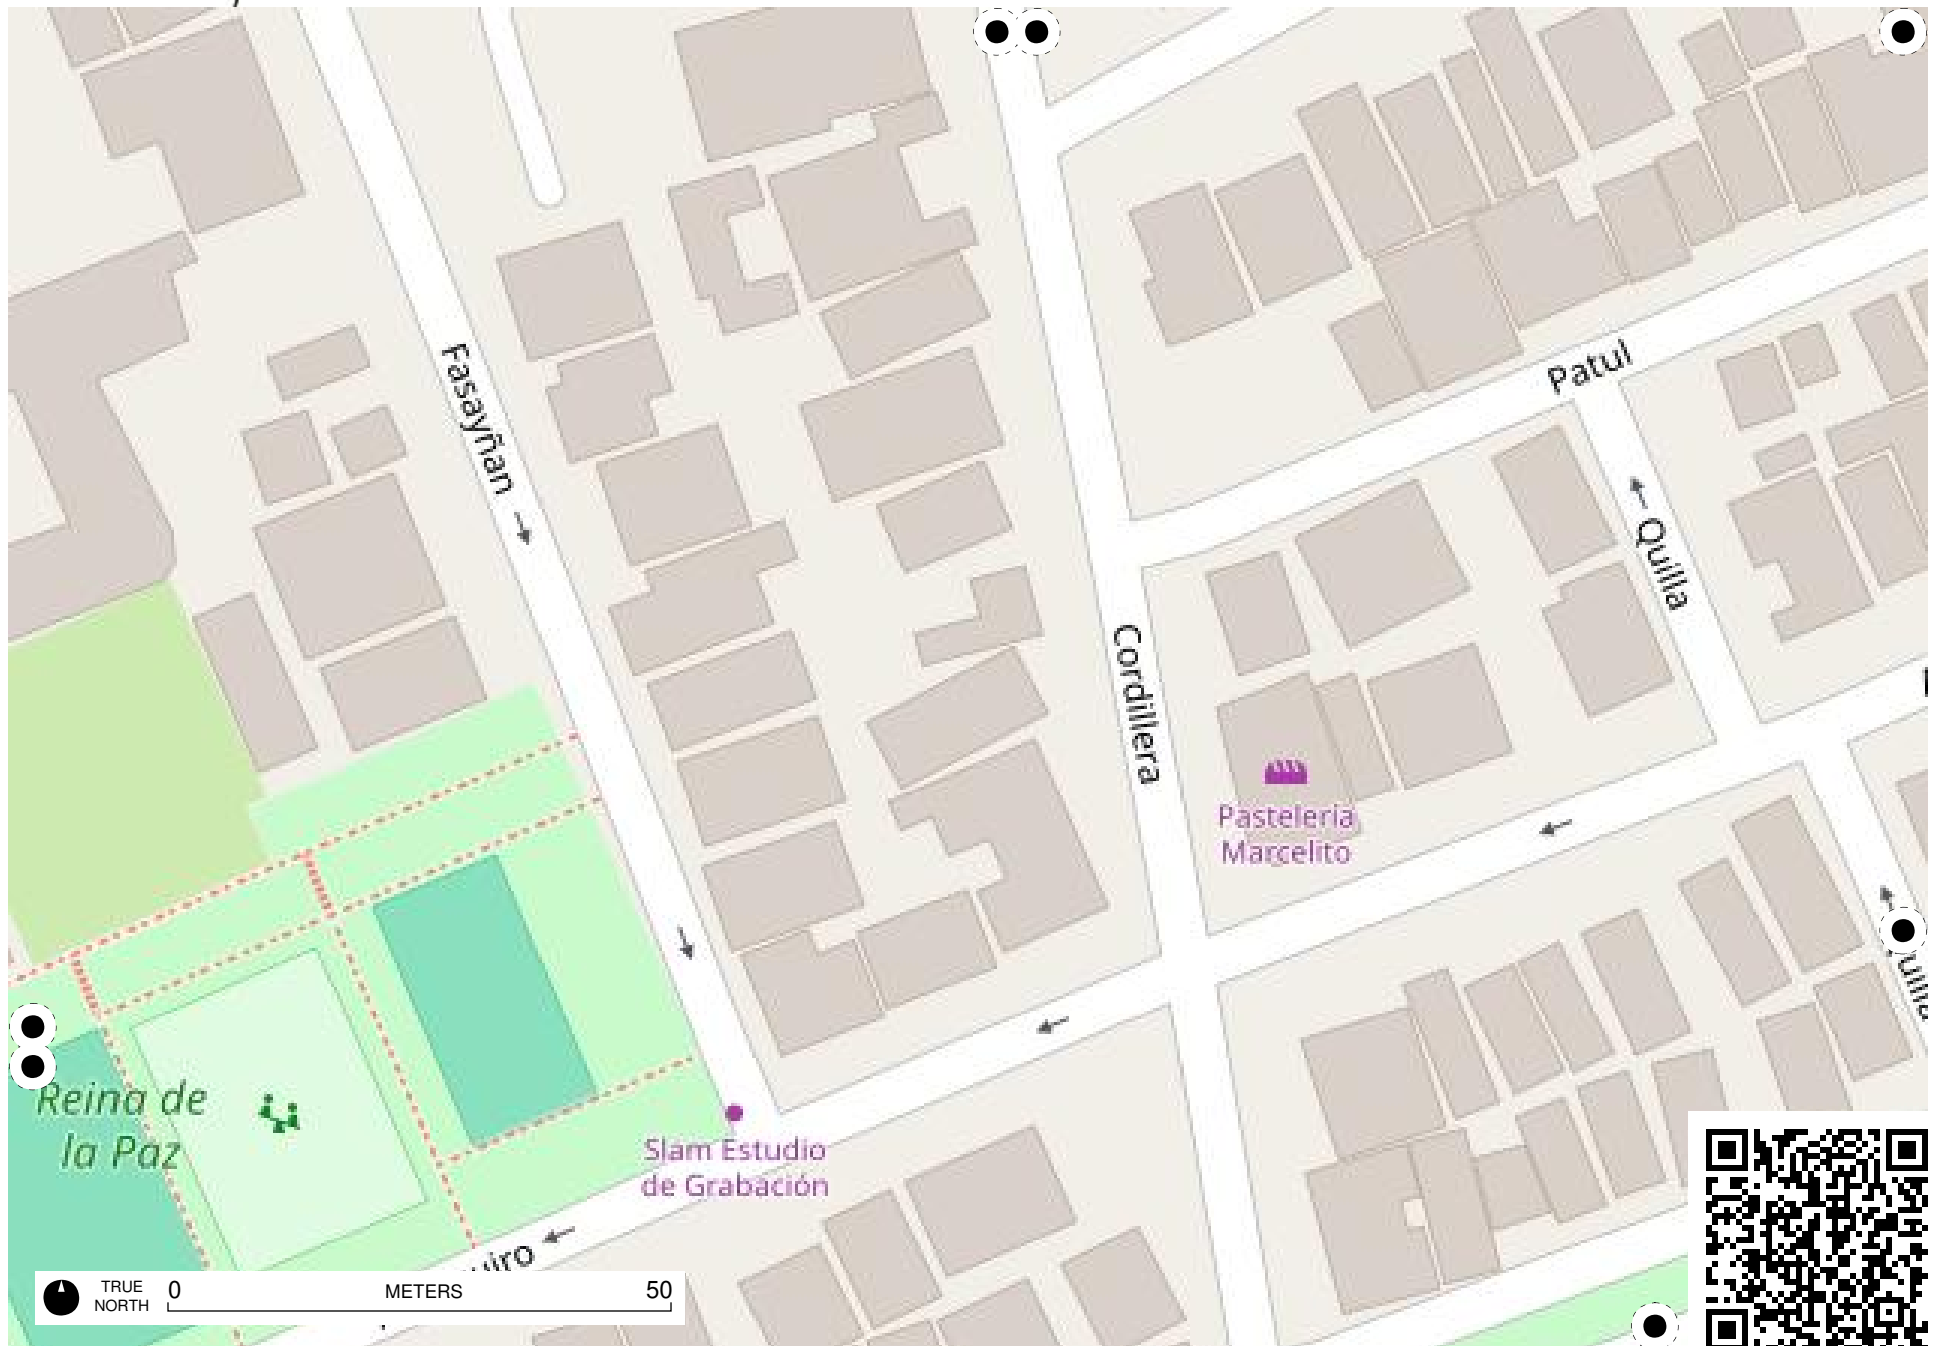 Fasayñan
Patul
Quilla
Cordillera
Pastelería
Marcelito
Reina de
la Paz
Slam Estudio
de Grabación
TRUE
NORTH
0
METERS
50